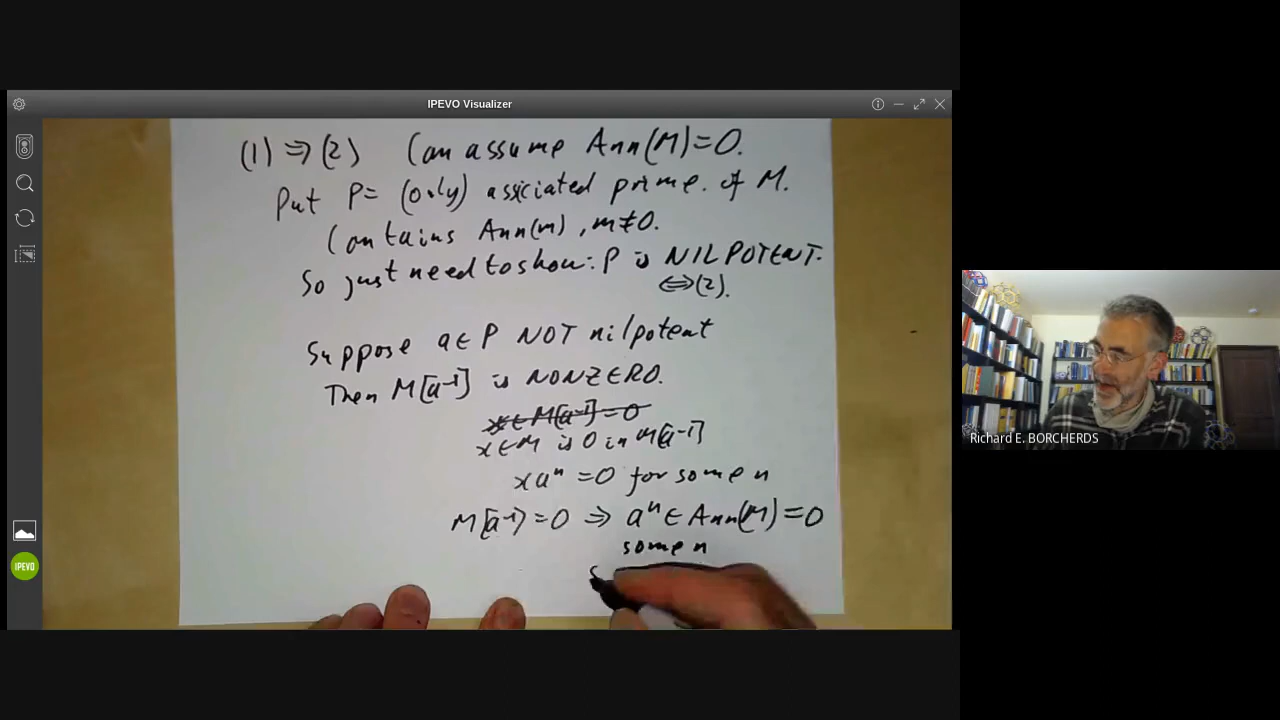 IPEVO Visualizer
(1) ⇒ (2) Can assume Ann(M)=0.
Put P= (only) associated prime. of M.
Contains Ann(m), m≠0.
So just need to show: P is NILPOTENT.
⇔(2).
Suppose a∈P NOT nilpotent
Then M[a⁻¹] is NONZERO.
x∈M[a⁻¹]=0
x∈M is 0 in M[a⁻¹]
xaⁿ=0 for some n
M[a⁻¹]=0 ⇒ aⁿ∈Ann(M)=0
some n
IPEVO
Richard E. BORCHERDS